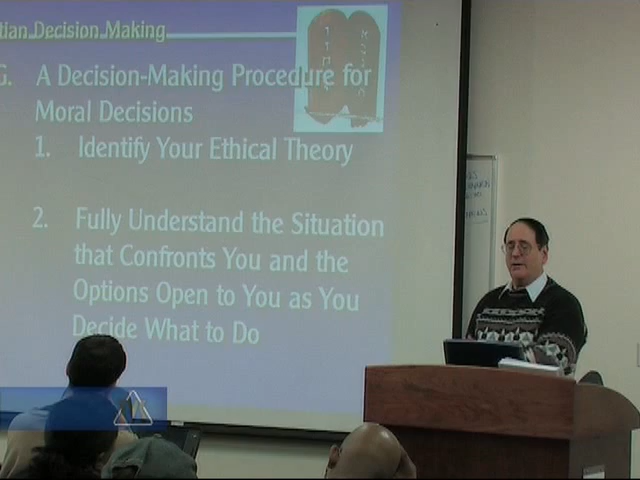 tian Decision Making
G. A Decision-Making Procedure for
Moral Decisions
1. Identify Your Ethical Theory
2. Fully Understand the Situation
that Confronts You and the
Options Open to You as You
Decide What to Do